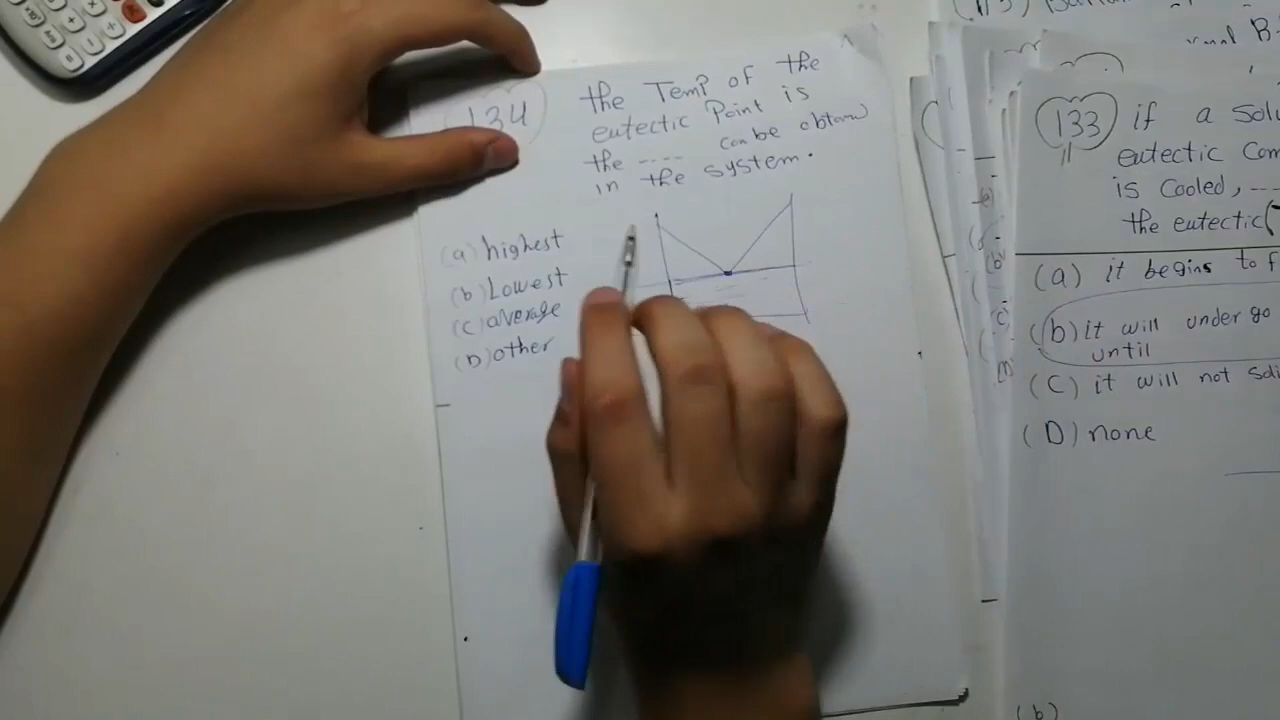 134
the Temp of the
eutectic Point is
the ---- can be obtain
in the system.
(a) highest
(b) Lowest
(c) average
(D) other
133
if a solu
eutectic Com
is Cooled, ---
the eutectic
(a) it begins to f
(b) it will under go
until
(C) it will not soli
(D) none
(b)